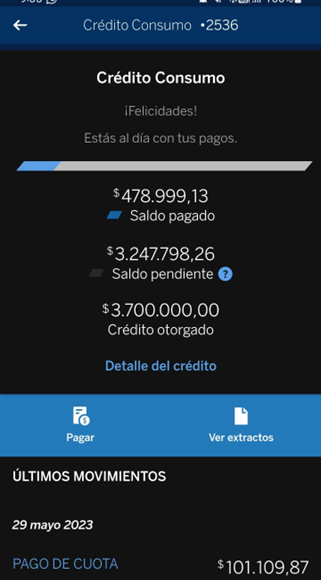 Crédito Consumo •2536
Crédito Consumo
¡Felicidades!
Estás al día con tus pagos.
$478.999,13
Saldo pagado
$3.247.798,26
Saldo pendiente ?
$3.700.000,00
Crédito otorgado
Detalle del crédito
Pagar
Ver extractos
ÚLTIMOS MOVIMIENTOS
29 mayo 2023
PAGO DE CUOTA
$101.109,87